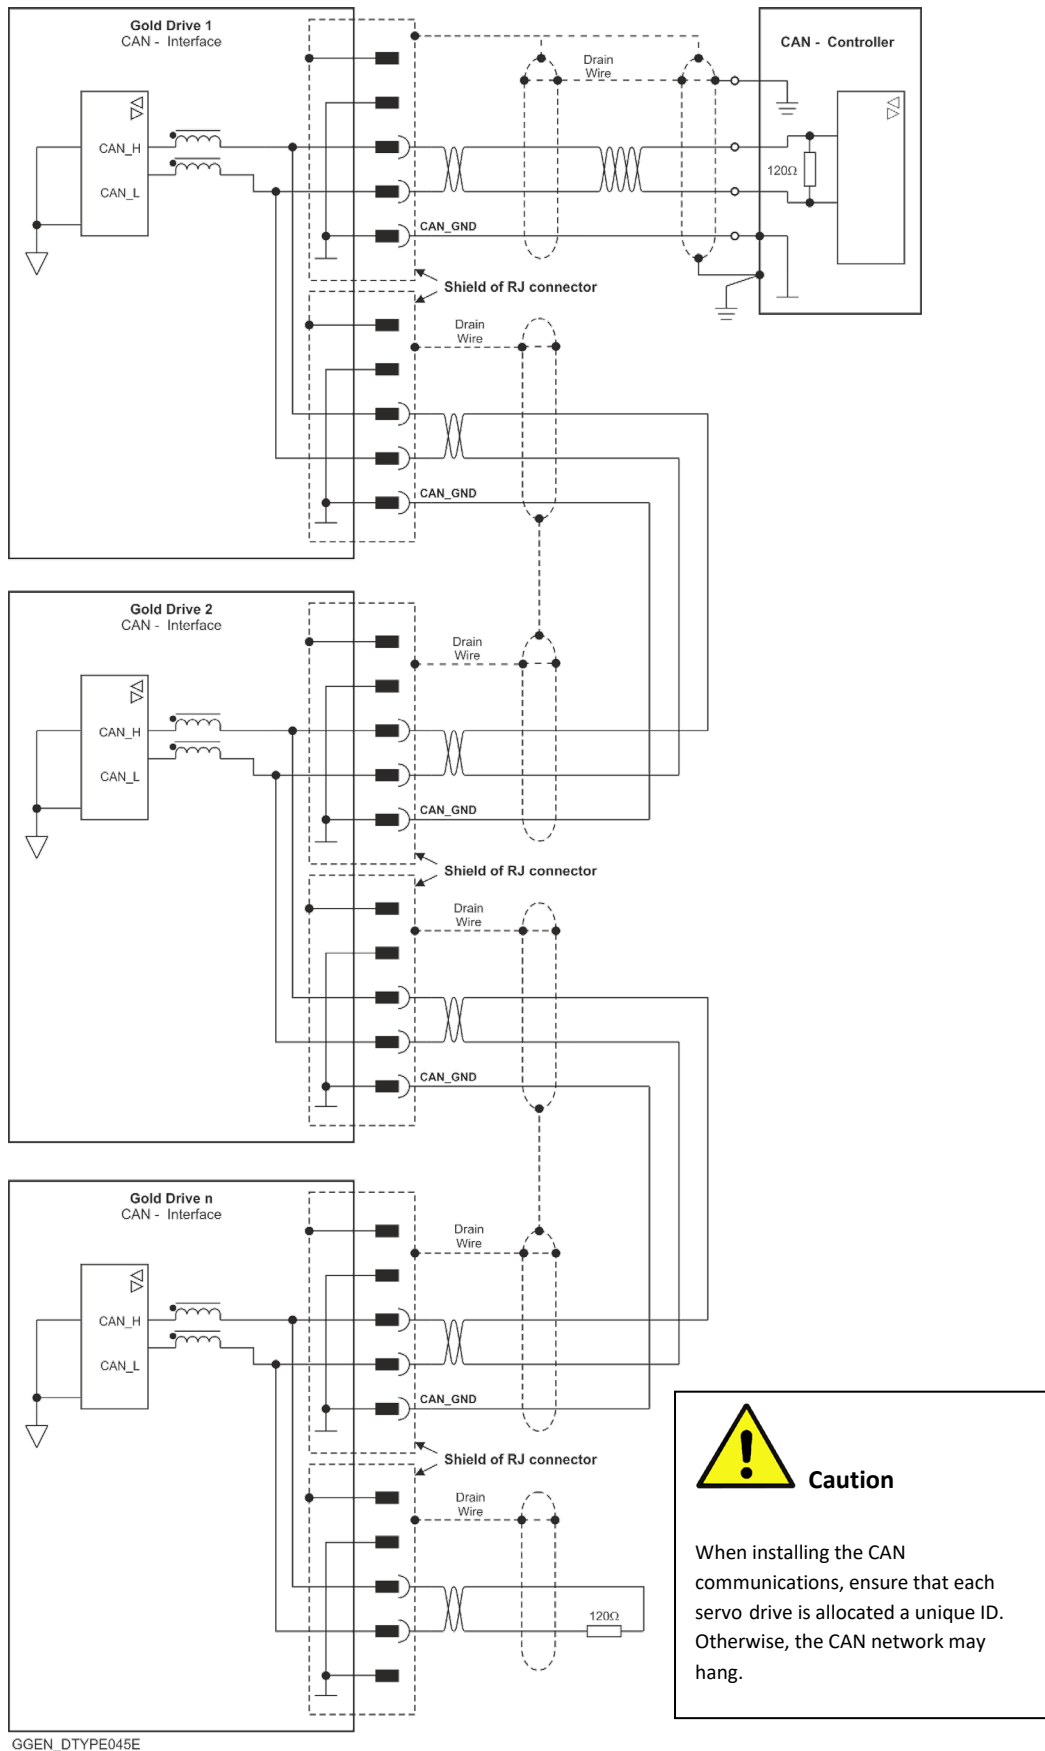 Gold Drive 1
CAN - Interface
CAN - Controller
Drain
Wire
CAN_H
CAN_L
120Ω
CAN_GND
Shield of RJ connector
Drain
Wire
CAN_GND
Gold Drive 2
CAN - Interface
Drain
Wire
CAN_H
CAN_L
CAN_GND
Shield of RJ connector
Drain
Wire
CAN_GND
Gold Drive n
CAN - Interface
Drain
Wire
CAN_H
CAN_L
CAN_GND
Shield of RJ connector
Drain
Wire
120Ω
Caution
When installing the CAN
communications, ensure that each
servo drive is allocated a unique ID.
Otherwise, the CAN network may
hang.
GGEN_DTYPE045E